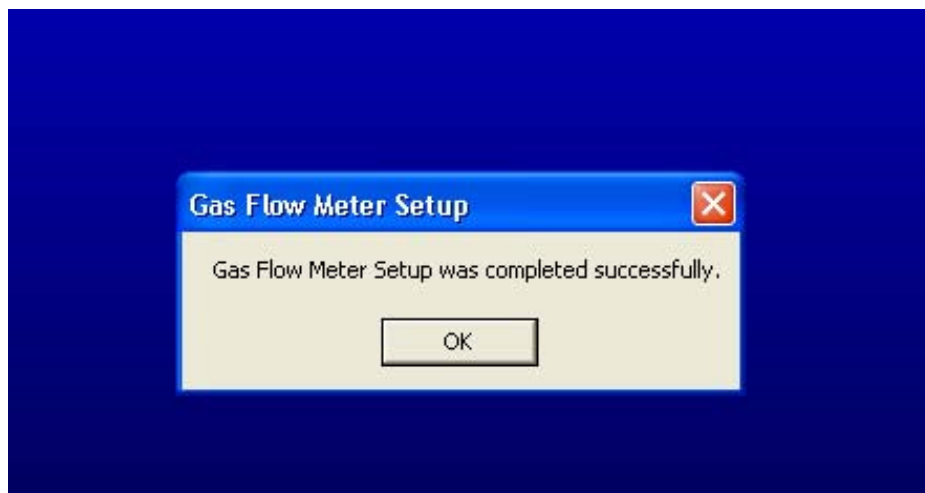 Gas Flow Meter Setup
Gas Flow Meter Setup was completed successfully.
OK